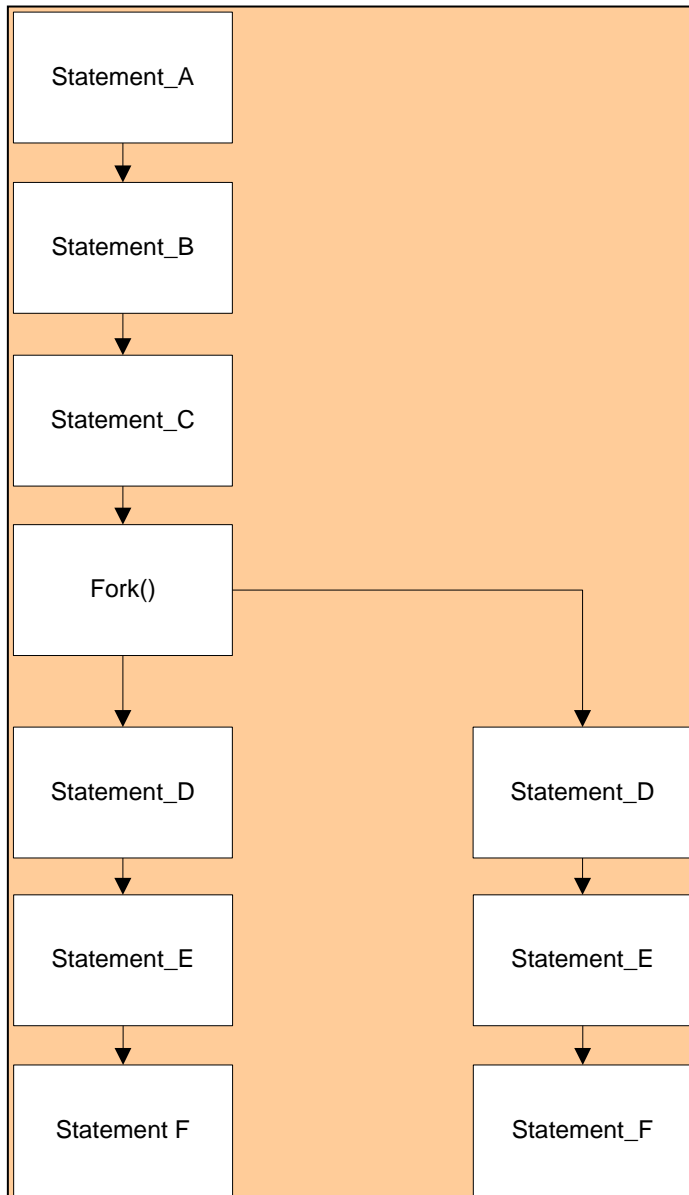 Statement_A
Statement_B
Statement_C
Fork()
Statement_D
Statement_D
Statement_E
Statement_E
Statement F
Statement_F